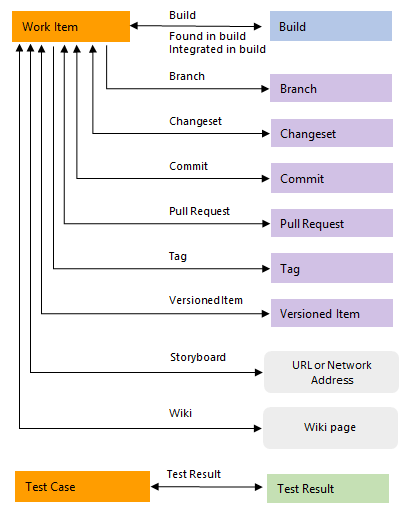 Work Item
Build
Found in build
Integrated in build
Build
Branch
Branch
Changeset
Changeset
Commit
Commit
Pull Request
Pull Request
Tag
Tag
Versioned Item
Versioned Item
Storyboard
URL or Network
Address
Wiki
Wiki page
Test Case
Test Result
Test Result